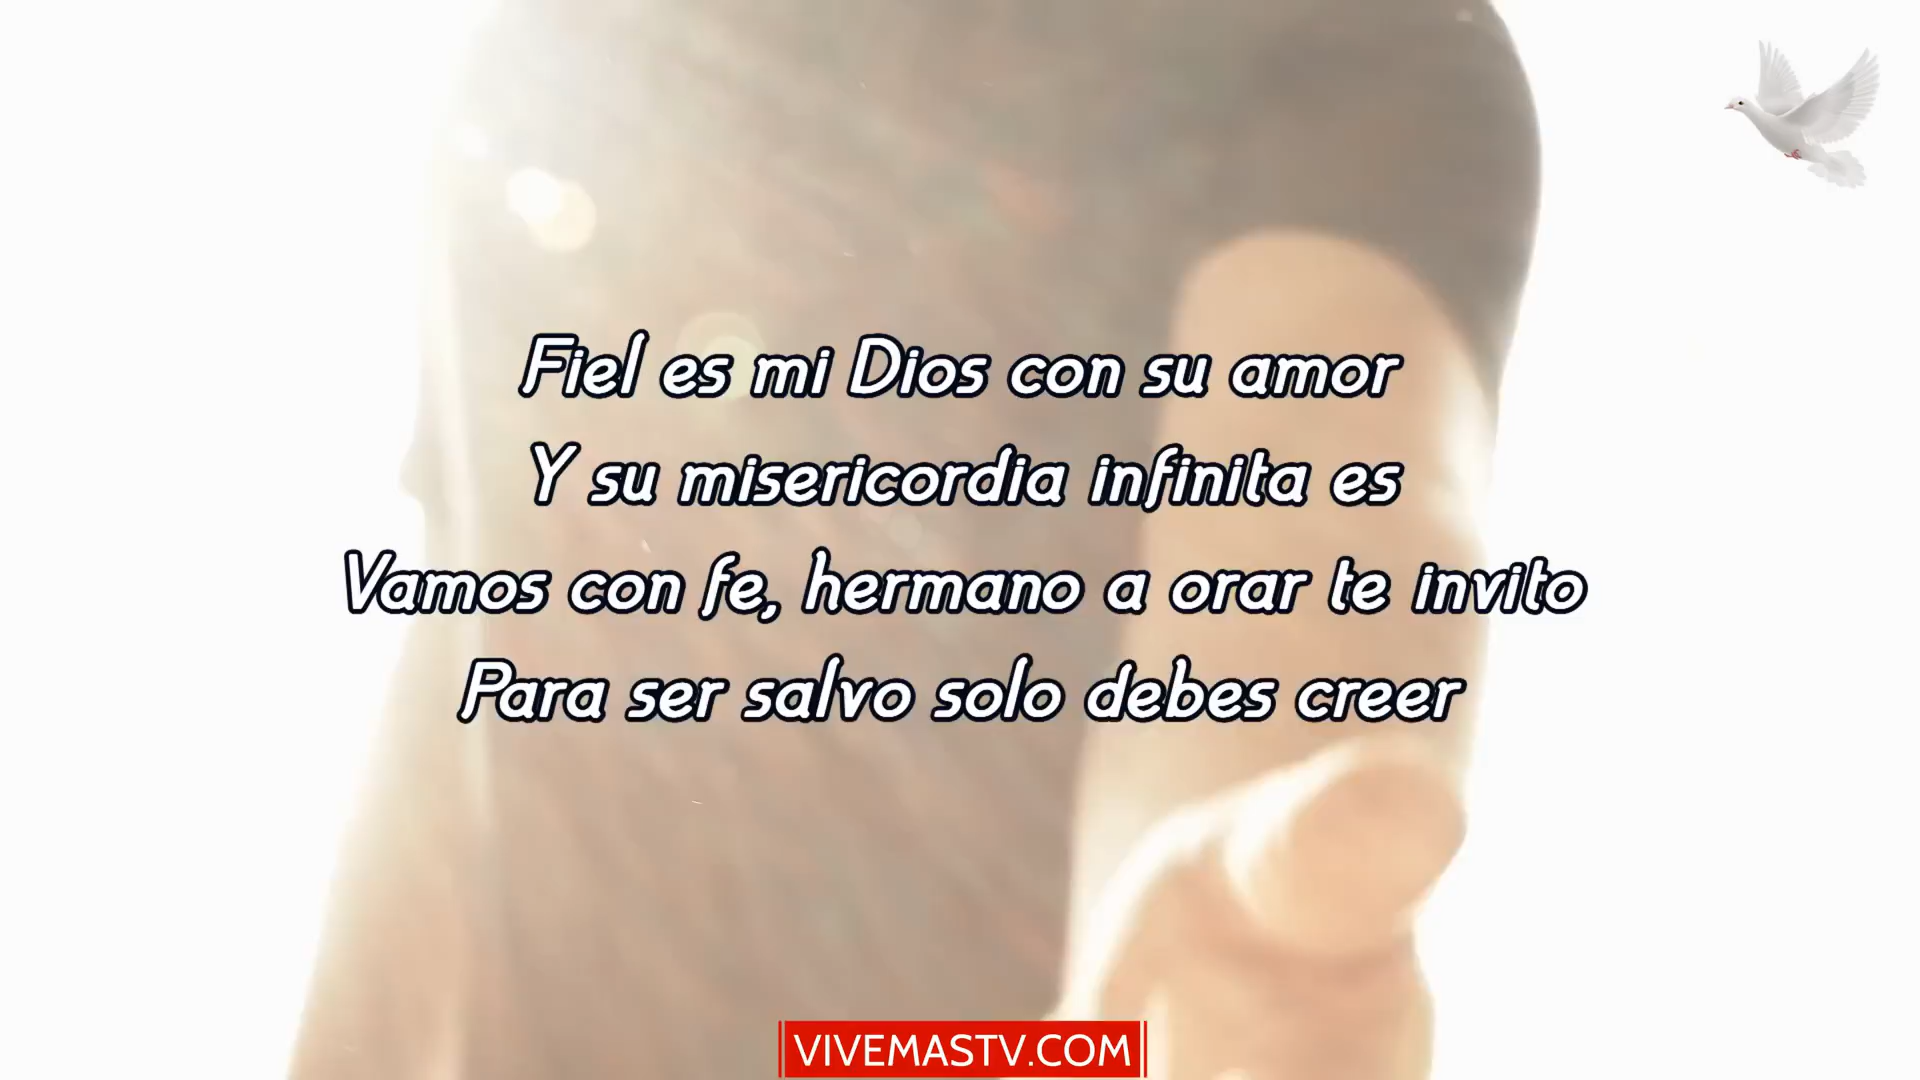 Fiel es mi Dios con su amor
Y su misericordia infinita es
Vamos con fe, hermano a orar te invito
Para ser salvo solo debes creer
VIVEMASTV.COM